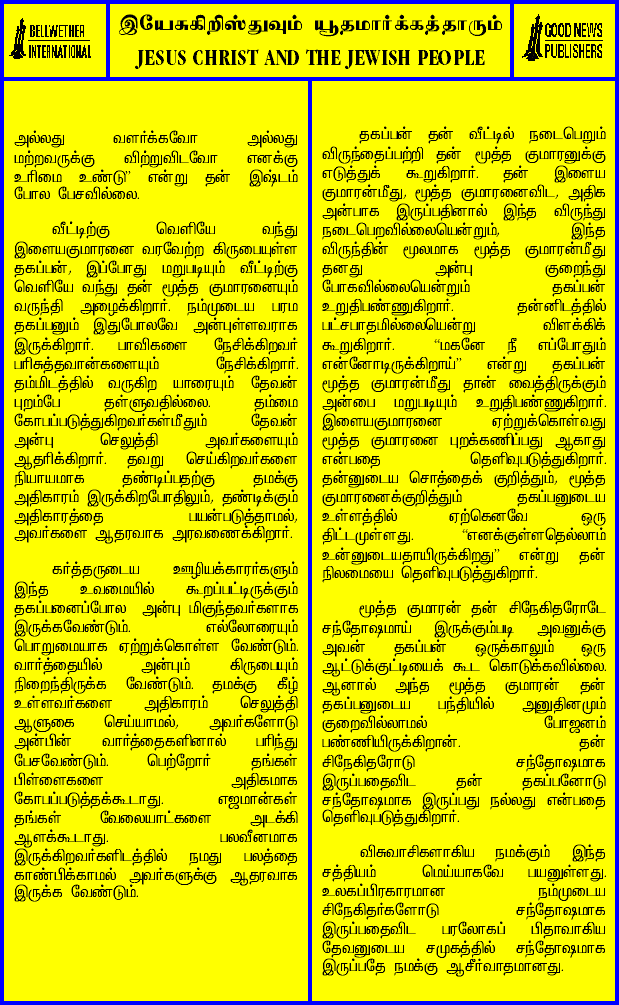 BELLWETHER
INTERNATIONAL
இயேசுகிறிஸ்துவும் யூதமார்க்கத்தாரும்
JESUS CHRIST AND THE JEWISH PEOPLE
GOOD NEWS
PUBLISHERS
அல்லது வளர்க்கவோ அல்லது
மற்றவருக்கு விற்றுவிடவோ எனக்கு
உரிமை உண்டு” என்று தன் இஷ்டம்
போல பேசவில்லை.
வீட்டிற்கு வெளியே வந்து
இளையகுமாரனை வரவேற்ற கிருபையுள்ள
தகப்பன், இப்போது மறுபடியும் வீட்டிற்கு
வெளியே வந்து தன் மூத்த குமாரனையும்
வருந்தி அழைக்கிறார். நம்முடைய பரம
தகப்பனும் இதுபோலவே அன்புள்ளவராக
இருக்கிறார். பாவிகளை நேசிக்கிறவர்
பரிசுத்தவான்களையும் நேசிக்கிறார்.
தம்மிடத்தில் வருகிற யாரையும் தேவன்
புறம்பே தள்ளுவதில்லை. தம்மை
கோபப்படுத்துகிறவர்கள்மீதும் தேவன்
அன்பு செலுத்தி அவர்களையும்
ஆதரிக்கிறார். தவறு செய்கிறவர்களை
நியாயமாக தண்டிப்பதற்கு தமக்கு
அதிகாரம் இருக்கிறபோதிலும், தண்டிக்கும்
அதிகாரத்தை பயன்படுத்தாமல்,
அவர்களை ஆதரவாக அரவணைக்கிறார்.
கர்த்தருடைய ஊழியக்காரர்களும்
இந்த உவமையில் கூறப்பட்டிருக்கும்
தகப்பனைப்போல அன்பு மிகுந்தவர்களாக
இருக்கவேண்டும். எல்லோரையும்
பொறுமையாக ஏற்றுக்கொள்ள வேண்டும்.
வார்த்தையில் அன்பும் கிருபையும்
நிறைந்திருக்க வேண்டும். தமக்கு கீழ்
உள்ளவர்களை அதிகாரம் செலுத்தி
ஆளுகை செய்யாமல், அவர்களோடு
அன்பின் வார்த்தைகளினால் பரிந்து
பேசவேண்டும். பெற்றோர் தங்கள்
பிள்ளைகளை அதிகமாக
கோபப்படுத்தக்கூடாது. எஜமான்கள்
தங்கள் வேலையாட்களை அடக்கி
ஆளக்கூடாது. பலவீனமாக
இருக்கிறவர்களிடத்தில் நமது பலத்தை
காண்பிக்காமல் அவர்களுக்கு ஆதரவாக
இருக்க வேண்டும்.
தகப்பன் தன் வீட்டில் நடைபெறும்
விருந்தைப்பற்றி தன் மூத்த குமாரனுக்கு
எடுத்துக் கூறுகிறார். தன் இளைய
குமாரன்மீது, மூத்த குமாரனைவிட, அதிக
அன்பாக இருப்பதினால் இந்த விருந்து
நடைபெறவில்லையென்றும், இந்த
விருந்தின் மூலமாக மூத்த குமாரன்மீது
தனது அன்பு குறைந்து
போகவில்லையென்றும் தகப்பன்
உறுதிபண்ணுகிறார். தன்னிடத்தில்
பட்சபாதமில்லையென்று விளக்கிக்
கூறுகிறார். “மகனே நீ எப்போதும்
என்னோடிருக்கிறாய்” என்று தகப்பன்
மூத்த குமாரன்மீது தான் வைத்திருக்கும்
அன்பை மறுபடியும் உறுதிபண்ணுகிறார்.
இளையகுமாரனை ஏற்றுக்கொள்வது
மூத்த குமாரனை புறக்கணிப்பது ஆகாது
என்பதை தெளிவுபடுத்துகிறார்.
தன்னுடைய சொத்தைக் குறித்தும், மூத்த
குமாரனைக்குறித்தும் தகப்பனுடைய
உள்ளத்தில் ஏற்கெனவே ஒரு
திட்டமுள்ளது. “எனக்குள்ளதெல்லாம்
உன்னுடையதாயிருக்கிறது” என்று தன்
நிலமையை தெளிவுபடுத்துகிறார்.
மூத்த குமாரன் தன் சிநேகிதரோடே
சந்தோஷமாய் இருக்கும்படி அவனுக்கு
அவன் தகப்பன் ஒருக்காலும் ஒரு
ஆட்டுக்குட்டியைக் கூட கொடுக்கவில்லை.
ஆனால் அந்த மூத்த குமாரன் தன்
தகப்பனுடைய பந்தியில் அனுதினமும்
குறைவில்லாமல் போஜனம்
பண்ணியிருக்கிறான். தன்
சிநேகிதரோடு சந்தோஷமாக
இருப்பதைவிட தன் தகப்பனோடு
சந்தோஷமாக இருப்பது நல்லது என்பதை
தெளிவுபடுத்துகிறார்.
விசுவாசிகளாகிய நமக்கும் இந்த
சத்தியம் மெய்யாகவே பயனுள்ளது.
உலகப்பிரகாரமான நம்முடைய
சிநேகிதர்களோடு சந்தோஷமாக
இருப்பதைவிட பரலோகப் பிதாவாகிய
தேவனுடைய சமுகத்தில் சந்தோஷமாக
இருப்பதே நமக்கு ஆசீர்வாதமானது.